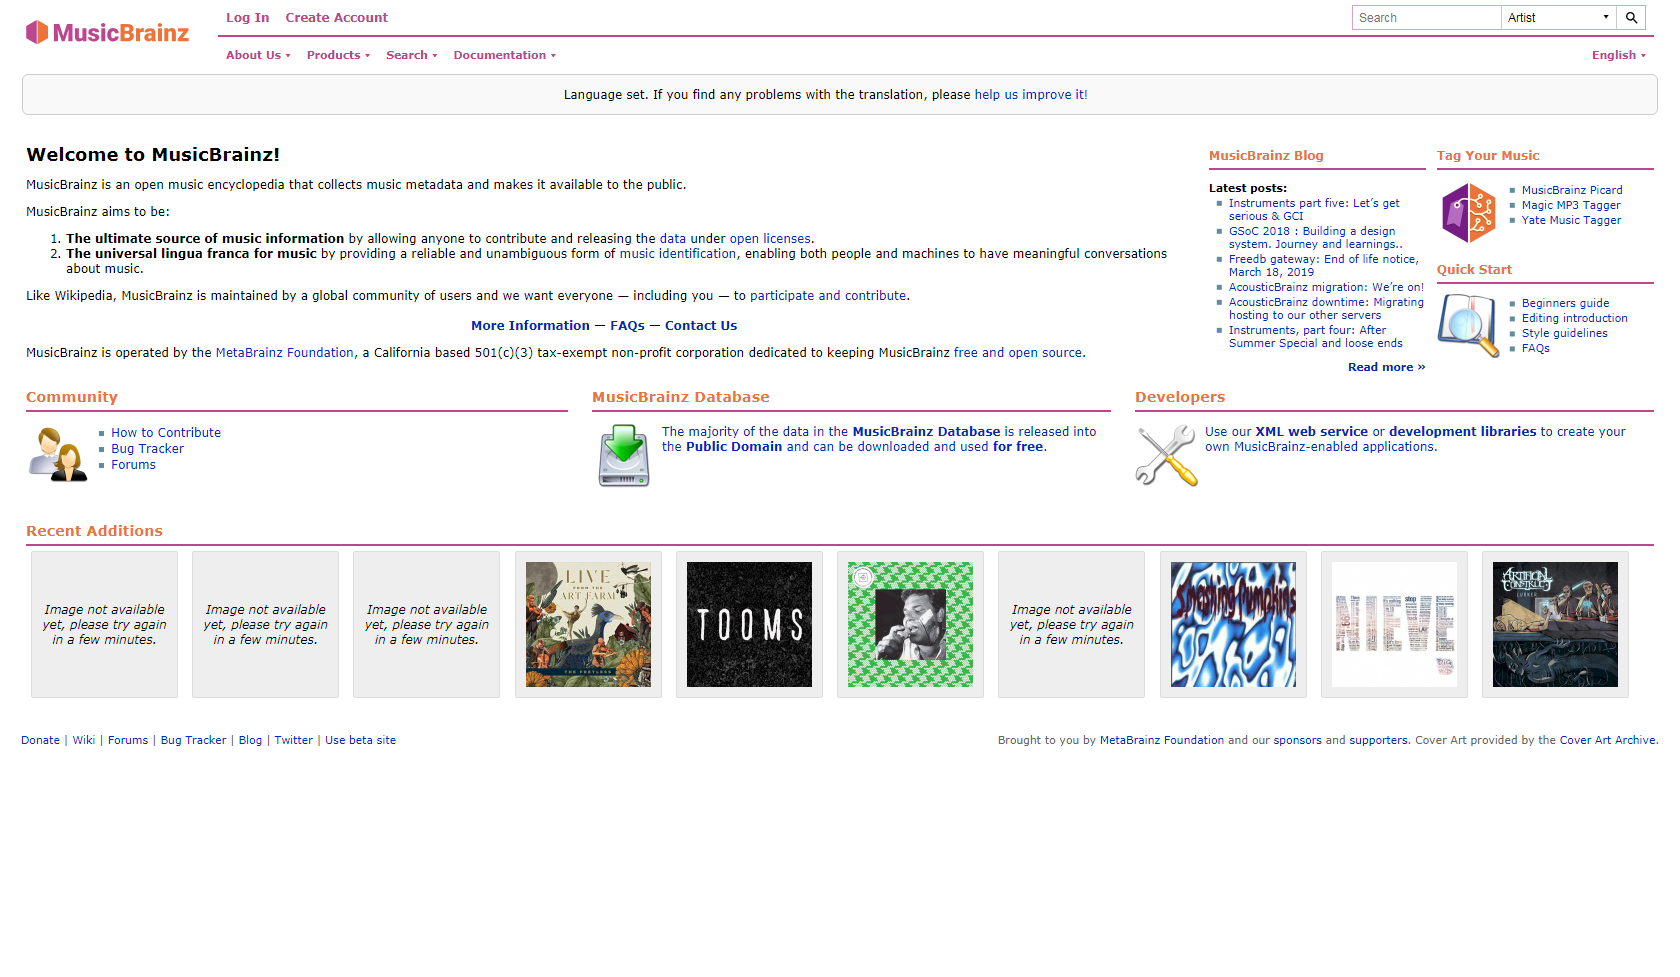 MusicBrainz
Log In Create Account
Search Artist
About Us Products Search Documentation
English
Language set. If you find any problems with the translation, please help us improve it!
Welcome to MusicBrainz!
MusicBrainz is an open music encyclopedia that collects music metadata and makes it available to the public.
MusicBrainz aims to be:
1. The ultimate source of music information by allowing anyone to contribute and releasing the data under open licenses.
2. The universal lingua franca for music by providing a reliable and unambiguous form of music identification, enabling both people and machines to have meaningful conversations
about music.
Like Wikipedia, MusicBrainz is maintained by a global community of users and we want everyone — including you — to participate and contribute.
More Information — FAQs — Contact Us
MusicBrainz is operated by the MetaBrainz Foundation, a California based 501(c)(3) tax-exempt non-profit corporation dedicated to keeping MusicBrainz free and open source.
MusicBrainz Blog
Latest posts:
Instruments part five: Let's get
serious & GCI
GSoC 2018 : Building a design
system. Journey and learnings..
Freedb gateway: End of life notice,
March 18, 2019
AcousticBrainz migration: We're on!
AcousticBrainz downtime: Migrating
hosting to our other servers
Instruments, part four: After
Summer Special and loose ends
Read more »
Tag Your Music
MusicBrainz Picard
Magic MP3 Tagger
Yate Music Tagger
Quick Start
Beginners guide
Editing introduction
Style guidelines
FAQs
Community
How to Contribute
Bug Tracker
Forums
MusicBrainz Database
The majority of the data in the MusicBrainz Database is released into
the Public Domain and can be downloaded and used for free.
Developers
Use our XML web service or development libraries to create your
own MusicBrainz-enabled applications.
Recent Additions
Image not available
yet, please try again
in a few minutes.
Image not available
yet, please try again
in a few minutes.
Image not available
yet, please try again
in a few minutes.
LIVE
FROM THE
ART FARM
THE POETLESS
TOOMS
Image not available
yet, please try again
in a few minutes.
Smashing Pumpkins
stop
ARTIFICIAL
CONSTRUCT
LURKER
Donate | Wiki | Forums | Bug Tracker | Blog | Twitter | Use beta site
Brought to you by MetaBrainz Foundation and our sponsors and supporters. Cover Art provided by the Cover Art Archive.